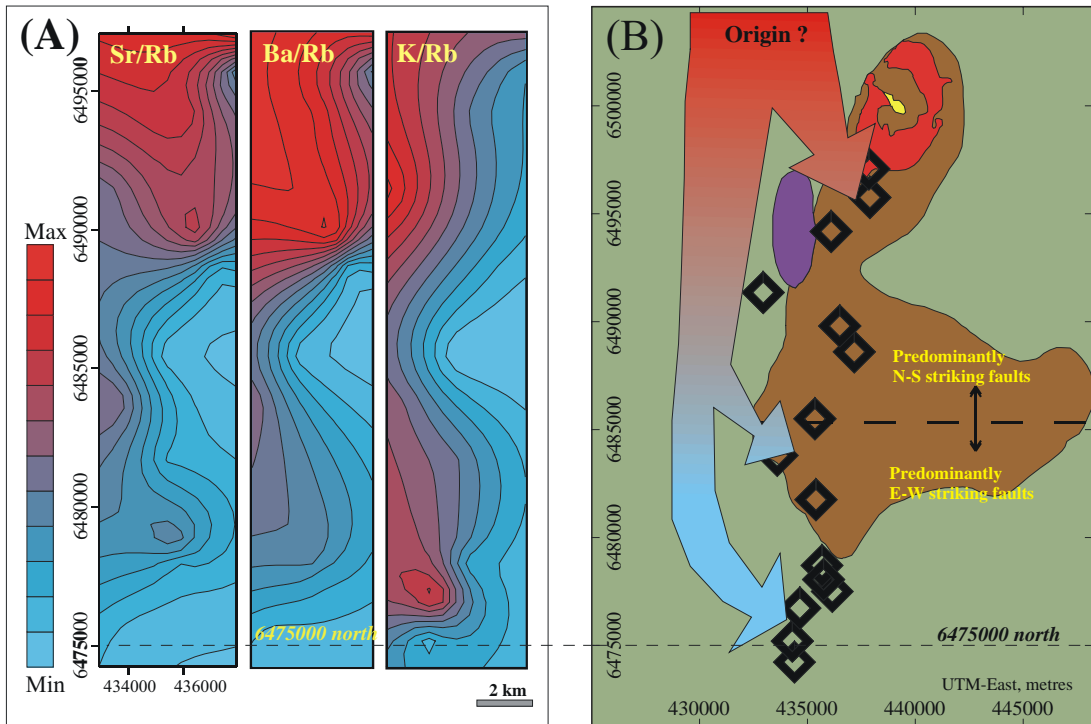 (A)
Sr/Rb
Ba/Rb
K/Rb
6495000
6490000
6485000
6480000
6475000
Max
Min
434000
436000
6475000 north
2 km
(B)
Origin ?
6500000
6495000
6490000
6485000
6480000
6475000
Predominantly
N-S striking faults
Predominantly
E-W striking faults
6475000 north
UTM-East, metres
430000
435000
440000
445000